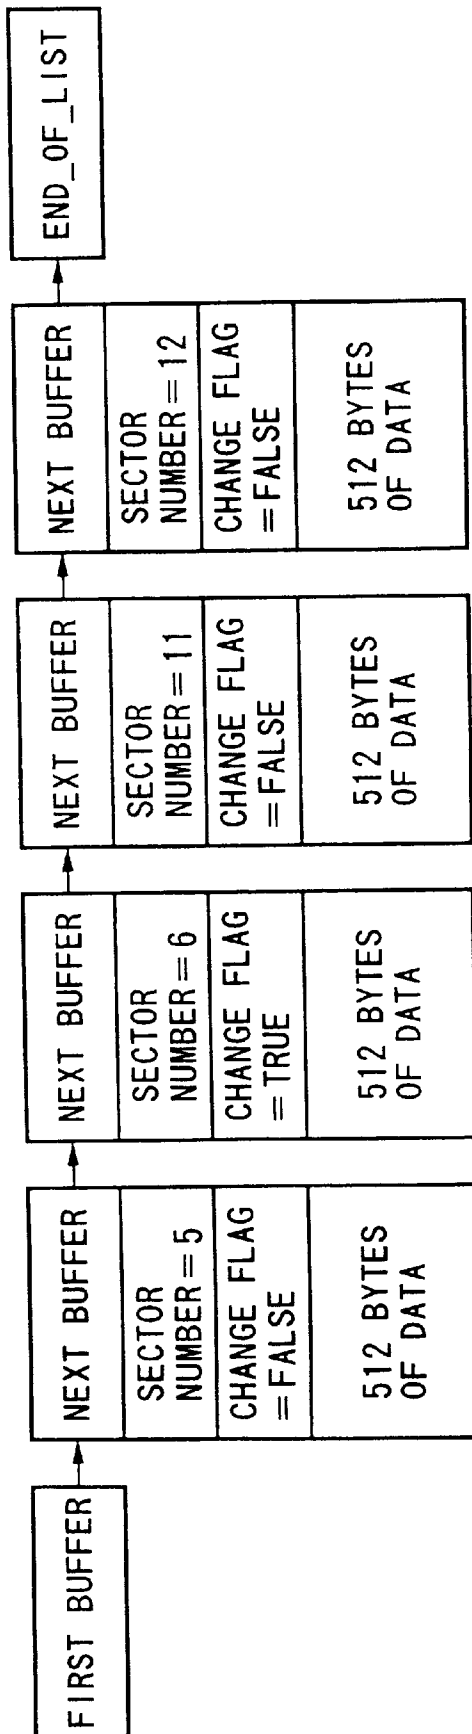 FIRST BUFFER
NEXT BUFFER
SECTOR
NUMBER=5
CHANGE FLAG
=FALSE
512 BYTES
OF DATA
NEXT BUFFER
SECTOR
NUMBER=6
CHANGE FLAG
=TRUE
512 BYTES
OF DATA
NEXT BUFFER
SECTOR
NUMBER=11
CHANGE FLAG
=FALSE
512 BYTES
OF DATA
NEXT BUFFER
SECTOR
NUMBER=12
CHANGE FLAG
=FALSE
512 BYTES
OF DATA
END_OF_LIST